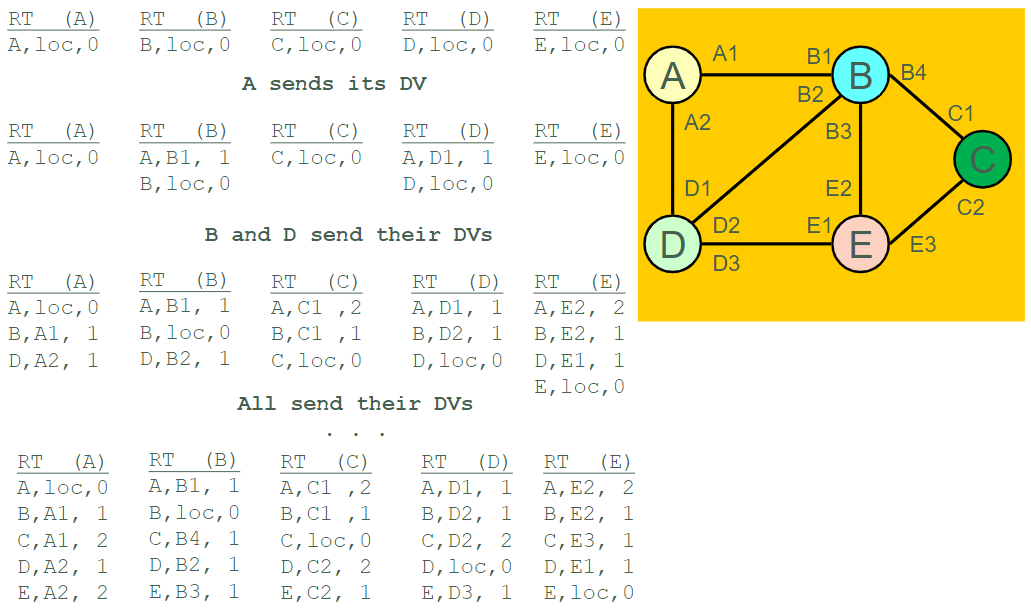 RT (A) RT (B) RT (C) RT (D) RT (E)
A,loc,0 B,loc,0 C,loc,0 D,loc,0 E,loc,0
A sends its DV
RT (A) RT (B) RT (C) RT (D) RT (E)
A,loc,0 A,B1, 1 C,loc,0 A,D1, 1 E,loc,0
B,loc,0 D,loc,0
B and D send their DVs
RT (A) RT (B) RT (C) RT (D) RT (E)
A,loc,0 A,B1, 1 A,C1 ,2 A,D1, 1 A,E2, 2
B,A1, 1 B,loc,0 B,C1 ,1 B,D2, 1 B,E2, 1
D,A2, 1 D,B2, 1 C,loc,0 D,loc,0 D,E1, 1
E,loc,0
All send their DVs
. . .
RT (A) RT (B) RT (C) RT (D) RT (E)
A,loc,0 A,B1, 1 A,C1 ,2 A,D1, 1 A,E2, 2
B,A1, 1 B,loc,0 B,C1 ,1 B,D2, 1 B,E2, 1
C,A1, 2 C,B4, 1 C,loc,0 C,D2, 2 C,E3, 1
D,A2, 1 D,B2, 1 D,C2, 2 D,loc,0 D,E1, 1
E,A2, 2 E,B3, 1 E,C2, 1 E,D3, 1 E,loc,0
A1 B1
A B B4
B2
A2 B3 C1
C
D1 E2
C2
D2 E1
D E E3
D3